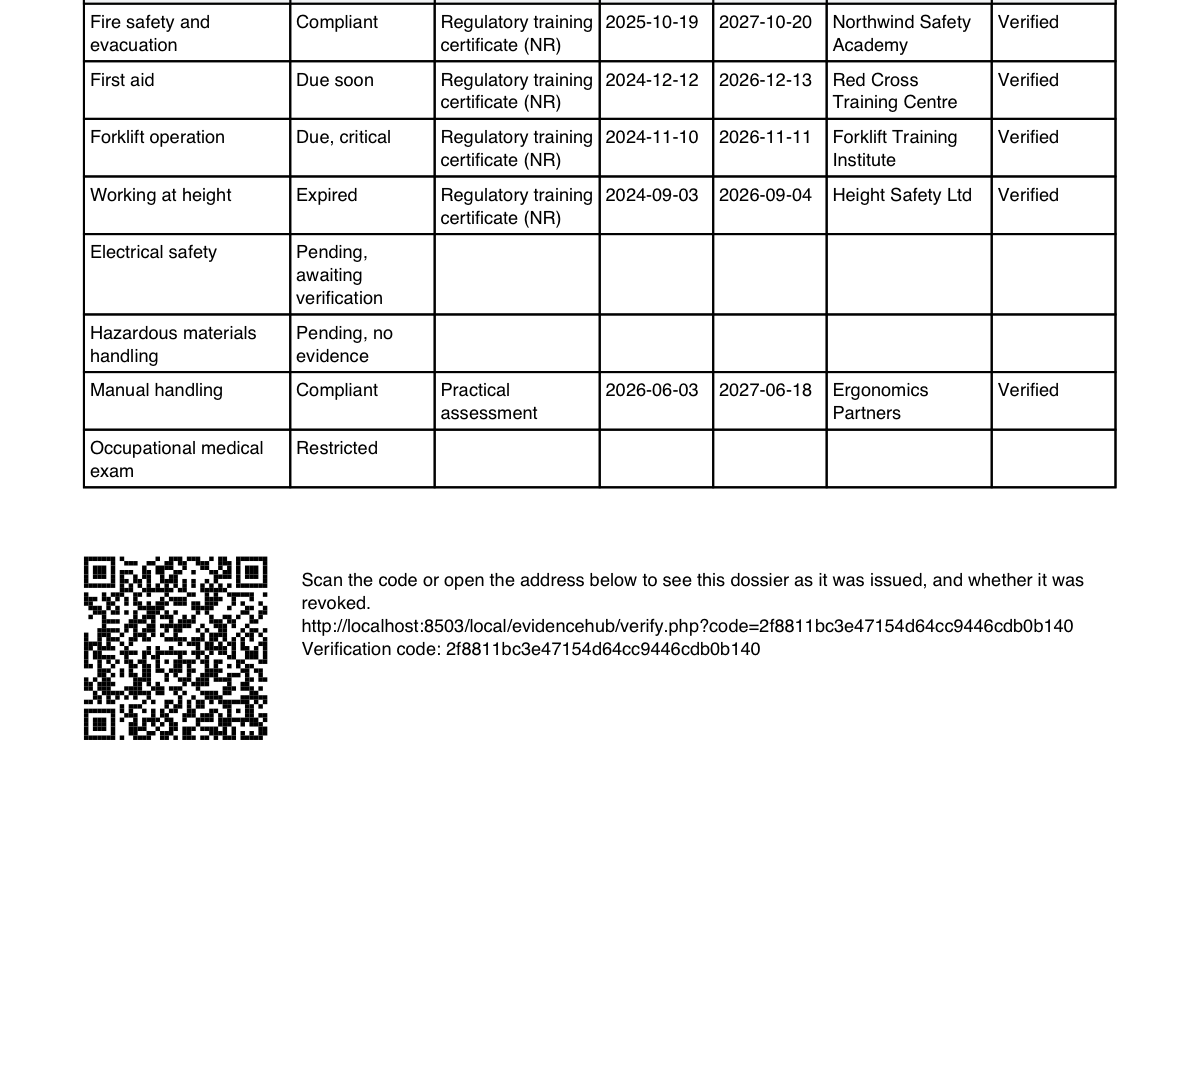 Fire safety and evacuation Compliant Regulatory training certificate (NR) 2025-10-19 2027-10-20 Northwind Safety Academy Verified
First aid Due soon Regulatory training certificate (NR) 2024-12-12 2026-12-13 Red Cross Training Centre Verified
Forklift operation Due, critical Regulatory training certificate (NR) 2024-11-10 2026-11-11 Forklift Training Institute Verified
Working at height Expired Regulatory training certificate (NR) 2024-09-03 2026-09-04 Height Safety Ltd Verified
Electrical safety Pending, awaiting verification
Hazardous materials handling Pending, no evidence
Manual handling Compliant Practical assessment 2026-06-03 2027-06-18 Ergonomics Partners Verified
Occupational medical exam Restricted
Scan the code or open the address below to see this dossier as it was issued, and whether it was
revoked.
http://localhost:8503/local/evidencehub/verify.php?code=2f8811bc3e47154d64cc9446cdb0b140
Verification code: 2f8811bc3e47154d64cc9446cdb0b140